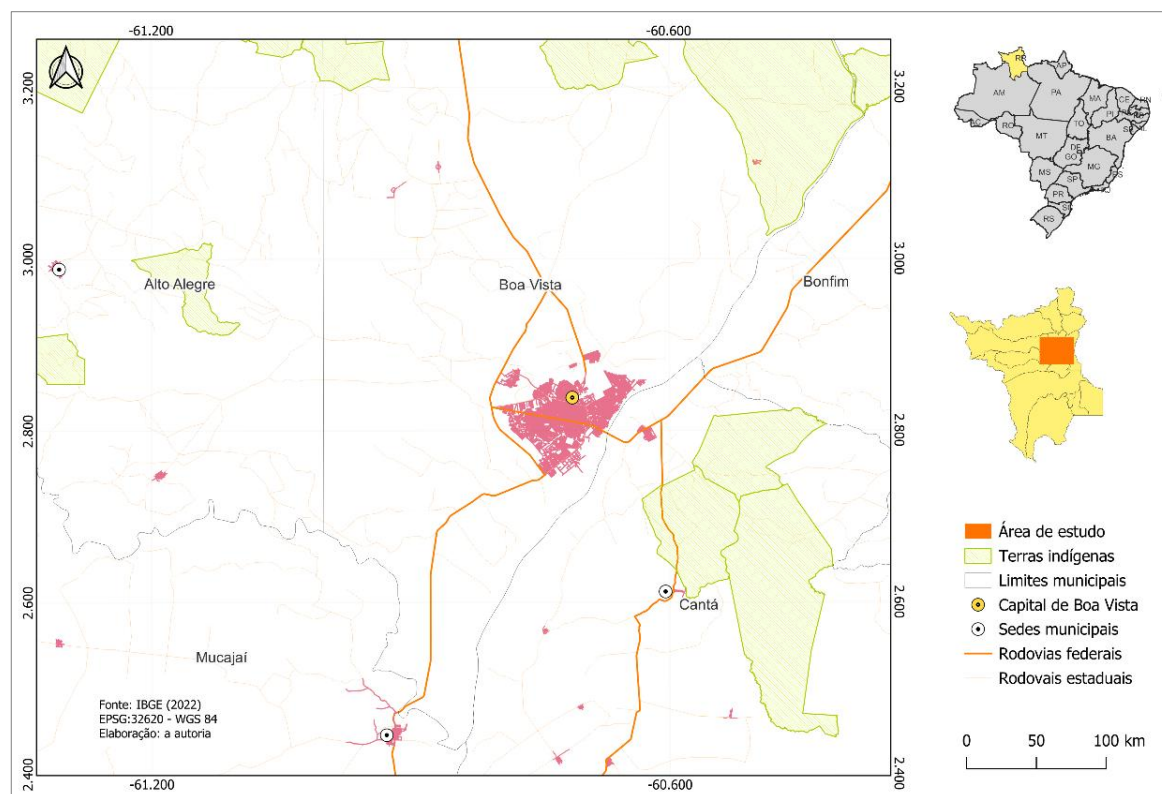 -61.200
-60.600
3.200
3.200
3.000
3.000
2.800
2.800
2.600
2.600
2.400
2.400
-61.200
-60.600
Alto Alegre
Boa Vista
Bonfim
Cantá
Mucajaí
Fonte: IBGE (2022)
EPSG:32620 - WGS 84
Elaboração: a autoria
RR
AP
AM
PA
MA
CE
RN
PI
AC
RO
TO
MT
BA
DF
GO
MG
MS
ES
SP
PR
RS
Área de estudo
Terras indígenas
Limites municipais
Capital de Boa Vista
Sedes municipais
Rodovias federais
Rodovais estaduais
0 50 100 km